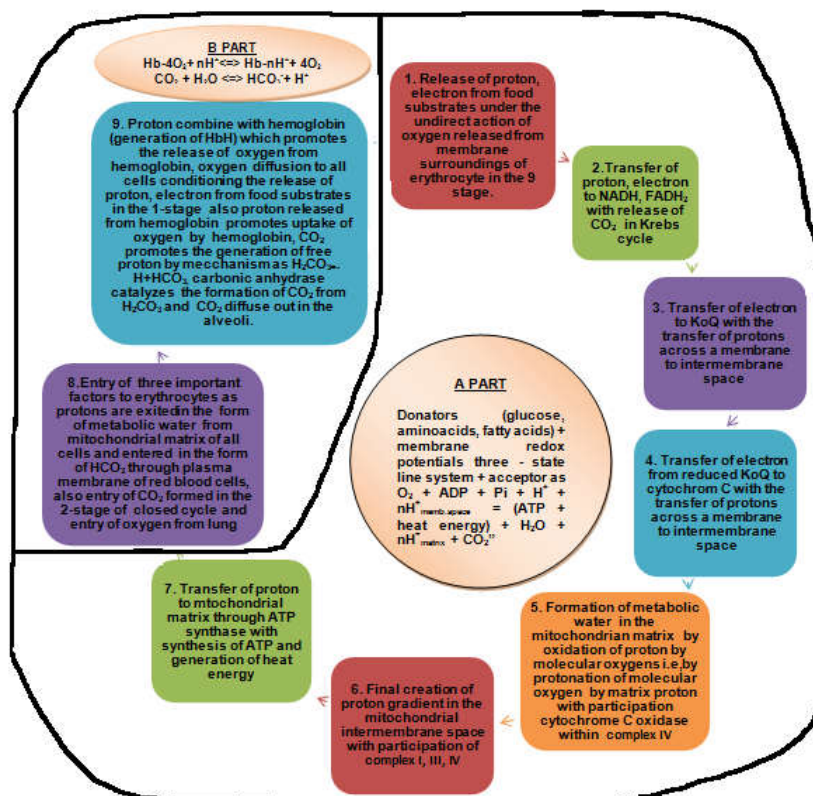 B PART
Hb-4O₂+ nH⁺<=> Hb-nH⁺+ 4O₂
CO₂ + H₂O <=> HCO₃⁻+ H⁺
9. Proton combine with hemoglobin
(generation of HbH) which promotes
the release of oxygen from
hemoglobin, oxygen diffusion to all
cells conditioning the release of
proton, electron from food substrates
in the 1-stage also proton released
from hemoglobin promotes uptake of
oxygen by hemoglobin, CO₂
promotes the generation of free
proton by mecchanism as H₂CO₃
H+HCO₃, carbonic anhydrase
catalyzes the formation of CO₂ from
H₂CO₃ and CO₂ diffuse out in the
alveoli.
1. Release of proton,
electron from food
substrates under the
undirect action of
oxygen released from
membrane
surroundings of
erythrocyte in the 9
stage.
2.Transfer of
proton, electron
to NADH, FADH₂
with release of
CO₂ in Krebs
cycle
3. Transfer of electron
to KoQ with the
transfer of protons
across a membrane
to intermembrane
space
4. Transfer of electron
from reduced KoQ to
cytochrom C with the
transfer of protons
across a membrane
to intermembrane
space
5. Formation of metabolic
water in the
mitochondrian matrix by
oxidation of proton by
molecular oxygens i.e,by
protonation of molecular
oxygen by matrix proton
with participation
cytochrome C oxidase
within complex IV
6. Final creation of
proton gradient in the
mitochondrial
intermembrane space
with participation of
complex I, III, IV
7. Transfer of proton
to mtochondrial
matrix through ATP
synthase with
synthesis of ATP and
generation of heat
energy
8.Entry of three important
factors to erythrocytes as
protons are exitedin the form
of metabolic water from
mitochondrial matrix of all
cells and entered in the form
of HCO₃ through plasma
membrane of red blood cells,
also entry of CO₂ formed in the
2-stage of closed cycle and
entry of oxygen from lung
A PART
Donators (glucose,
aminoacids, fatty acids) +
membrane redox
potentials three - state
line system + acceptor as
O₂ + ADP + Pi + H⁺ +
nH⁺memb.space = (ATP +
heat energy) + H₂O +
nH⁺matrix + CO₂”